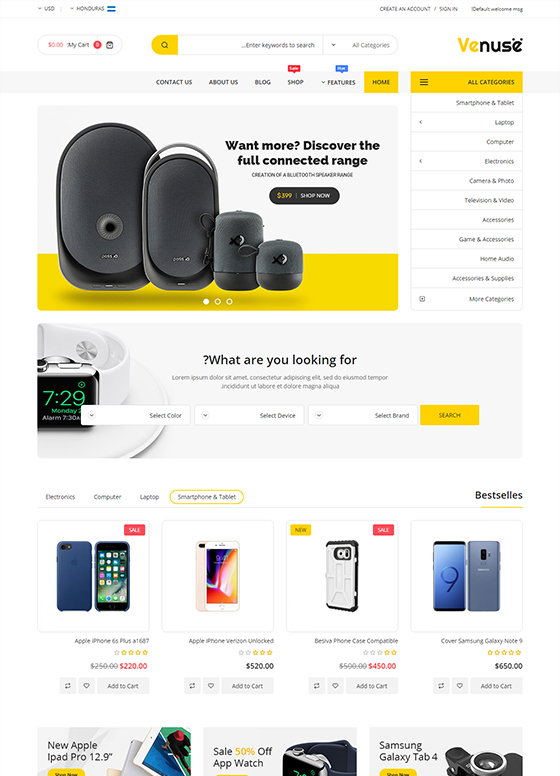 USD
HONDURAS
CREATE AN ACCOUNT / SIGN IN
!Default welcome msg
$0.00 :My Cart 0
...Enter keywords to search
All Categories
Venuse
CONTACT US
ABOUT US
BLOG
Sale
SHOP
Hot
FEATURES
HOME
ALL CATEGORIES
Smartphone & Tablet
Laptop
Computer
Electronics
Camera & Photo
Television & Video
Accessories
Game & Accessories
Home Audio
Accessories & Supplies
More Categories
Want more? Discover the
full connected range
CREATION OF A BLUETOOTH SPEAKER RANGE
$399 | SHOP NOW
?What are you looking for
Lorem ipsum dolor sit amet, consectetur adipiscing elit, sed do eiusmod tempor
.incididunt ut labore et dolore magna aliqua
7:29
Alarm 7:30
Select Color
Select Device
Select Brand
SEARCH
Electronics
Computer
Laptop
Smartphone & Tablet
Bestselles
SALE
NEW
SALE
Apple iPhone 6s Plus a1687
$250.00 $220.00
Add to Cart
Apple iPhone Verizon Unlocked
$520.00
Add to Cart
Besiva Phone Case Compatible
$500.00 $450.00
Add to Cart
Cover Samsung Galaxy Note 9
$650.00
Add to Cart
New Apple
Ipad Pro 12.9”
Shop Now
Sale 50% Off
App Watch
Shop Now
Samsung
Galaxy Tab 4
Shop Now